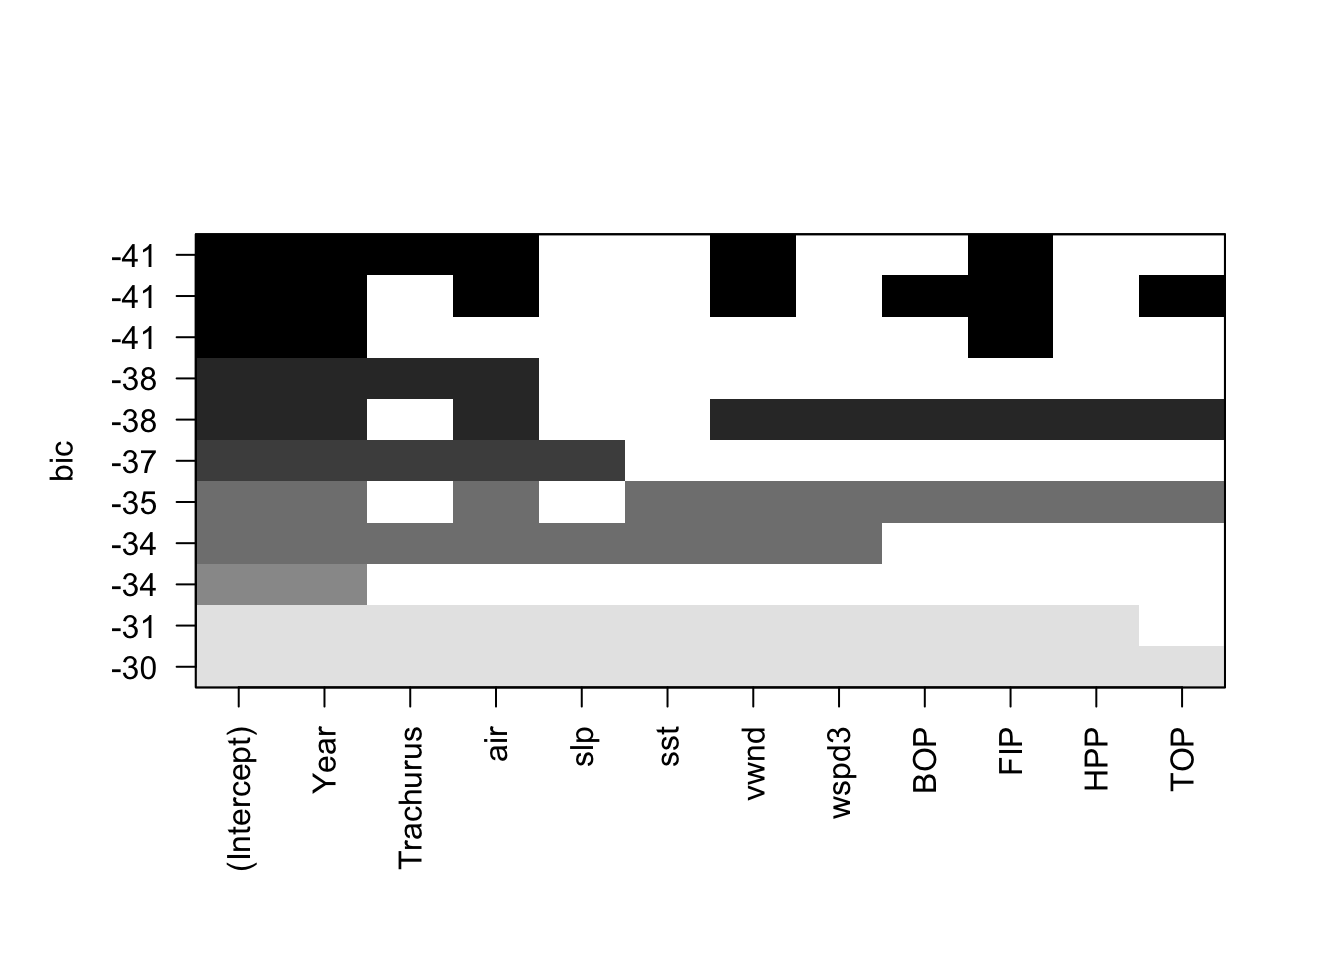 -41
-41
-41
-38
-38
-37
-35
-34
-34
-31
-30
bic
(Intercept)
Year
Trachurus
air
slp
sst
vwnd
wspd3
BOP
FIP
HPP
TOP